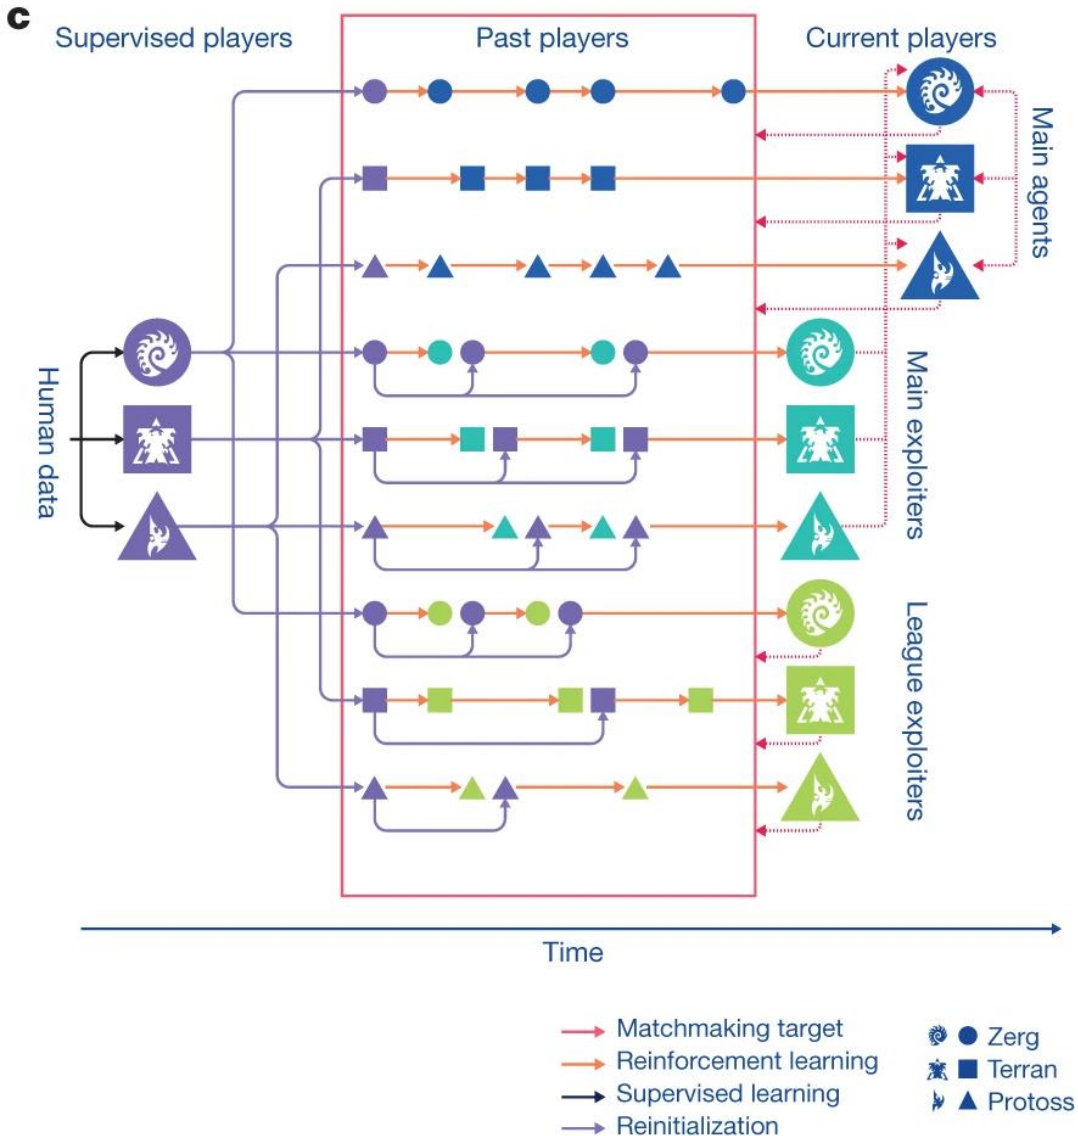 c
Supervised players
Past players
Current players
Main agents
Human data
Main exploiters
League exploiters
Time
Matchmaking target
Reinforcement learning
Supervised learning
Reinitialization
Zerg
Terran
Protoss